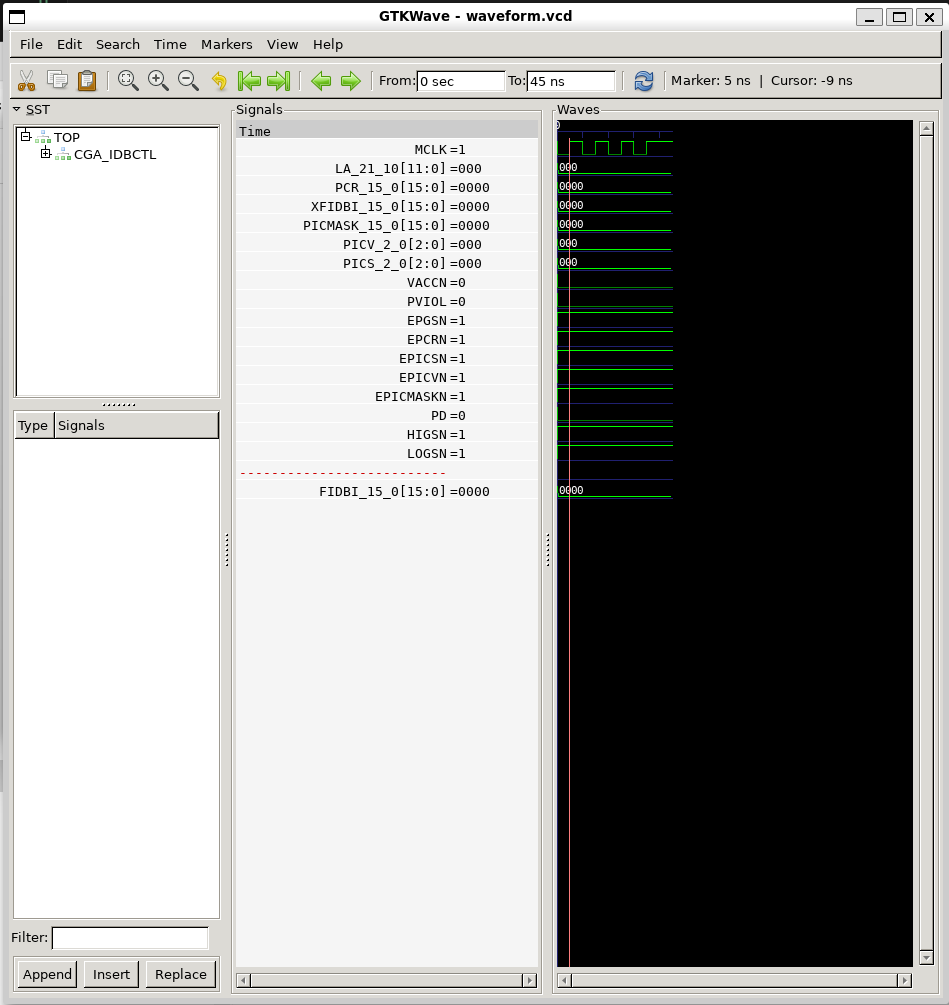 GTKWave - waveform.vcd
File Edit Search Time Markers View Help
From: 0 sec To: 45 ns Marker: 5 ns | Cursor: -9 ns
SST
TOP
CGA_IDBCTL
Type Signals
Filter:
Append Insert Replace
Signals
Time
MCLK =1
LA_21_10[11:0] =000
PCR_15_0[15:0] =0000
XFIDBI_15_0[15:0] =0000
PICMASK_15_0[15:0] =0000
PICV_2_0[2:0] =000
PICS_2_0[2:0] =000
VACCN =0
PVIOL =0
EPGSN =1
EPCRN =1
EPICSN =1
EPICVN =1
EPICMASKN =1
PD =0
HIGSN =1
LOGSN =1
--------------------------
FIDBI_15_0[15:0] =0000
Waves
000
0000
0000
0000
000
000
0000